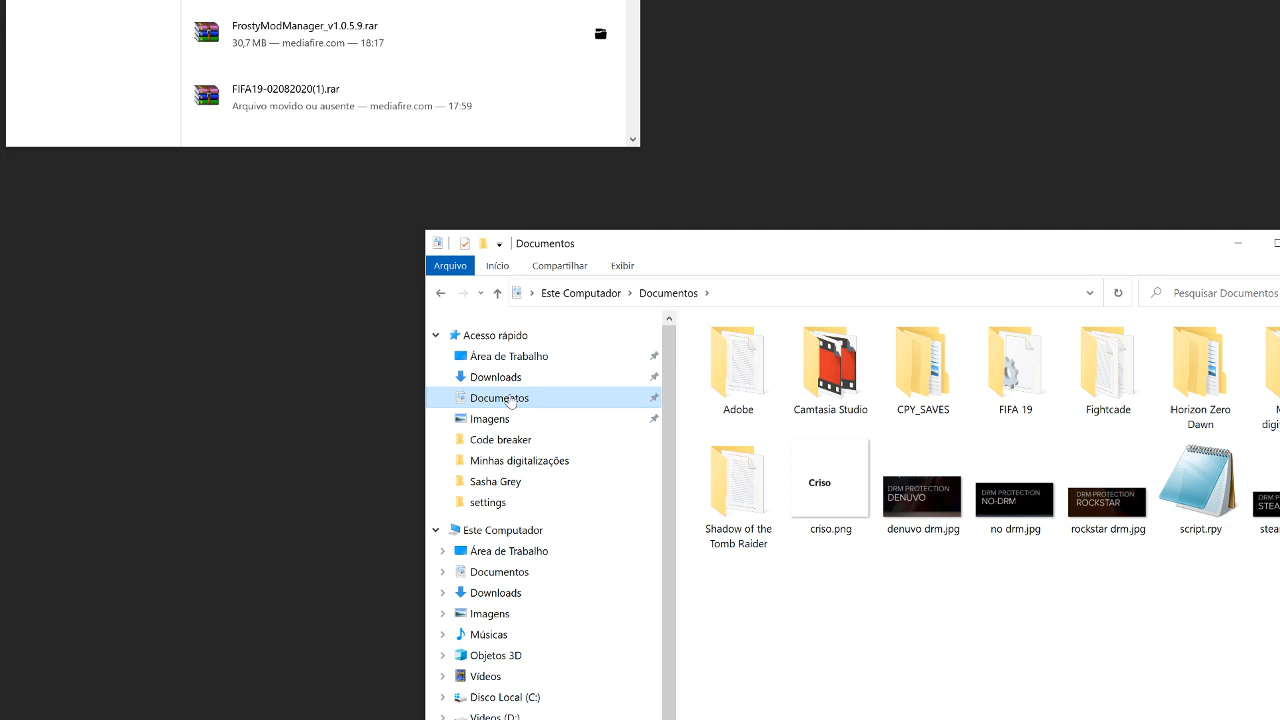 FrostyModManager_v1.0.5.9.rar
30,7 MB — mediafire.com — 18:17
FIFA19-02082020(1).rar
Arquivo movido ou ausente — mediafire.com — 17:59
Documentos
Arquivo Início Compartilhar Exibir
Este Computador Documentos
Pesquisar Documentos
Acesso rápido
Área de Trabalho
Downloads
Documentos
Imagens
Code breaker
Minhas digitalizações
Sasha Grey
settings
Este Computador
Área de Trabalho
Documentos
Downloads
Imagens
Músicas
Objetos 3D
Vídeos
Disco Local (C:)
Videos (D:)
Adobe
Camtasia Studio
CPY_SAVES
FIFA 19
Fightcade
Horizon Zero
Dawn
Shadow of the
Tomb Raider
Criso
criso.png
DRM PROTECTION
DENUVO
denuvo drm.jpg
DRM PROTECTION
NO-DRM
no drm.jpg
DRM PROTECTION
ROCKSTAR
rockstar drm.jpg
script.rpy